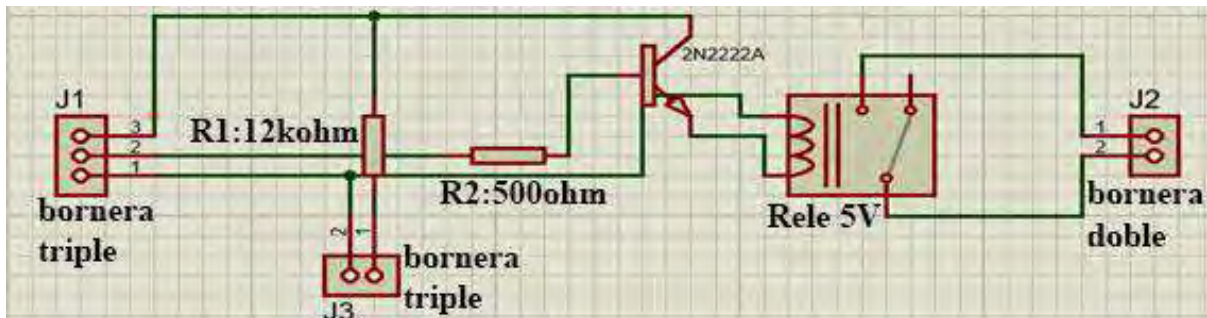 J1
3
2
1
bornera
triple
R1:12kohm
R2:500ohm
2
1
J3
bornera
triple
2N2222A
Rele 5V
J2
1
2
bornera
doble